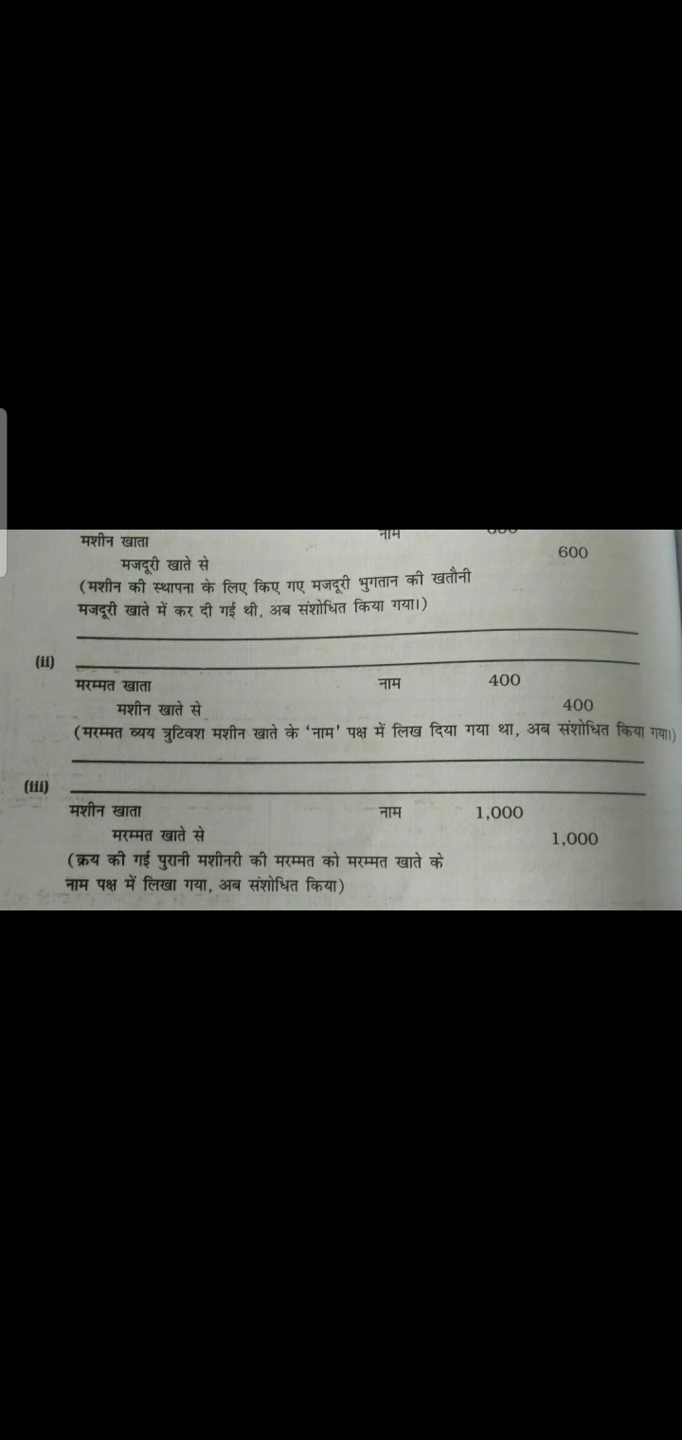 मशीन खाता नाम
600
मजदूरी खाते से
(मशीन की स्थापना के लिए किए गए मजदूरी भुगतान की खतौनी
मजदूरी खाते में कर दी गई थी, अब संशोधित किया गया।)
(ii)
मरम्मत खाता नाम 400
मशीन खाते से 400
(मरम्मत व्यय त्रुटिवश मशीन खाते के ‘नाम’ पक्ष में लिख दिया गया था, अब संशोधित किया गया।)
(iii)
मशीन खाता नाम 1,000
मरम्मत खाते से 1,000
(क्रय की गई पुरानी मशीनरी की मरम्मत को मरम्मत खाते के
नाम पक्ष में लिखा गया, अब संशोधित किया)